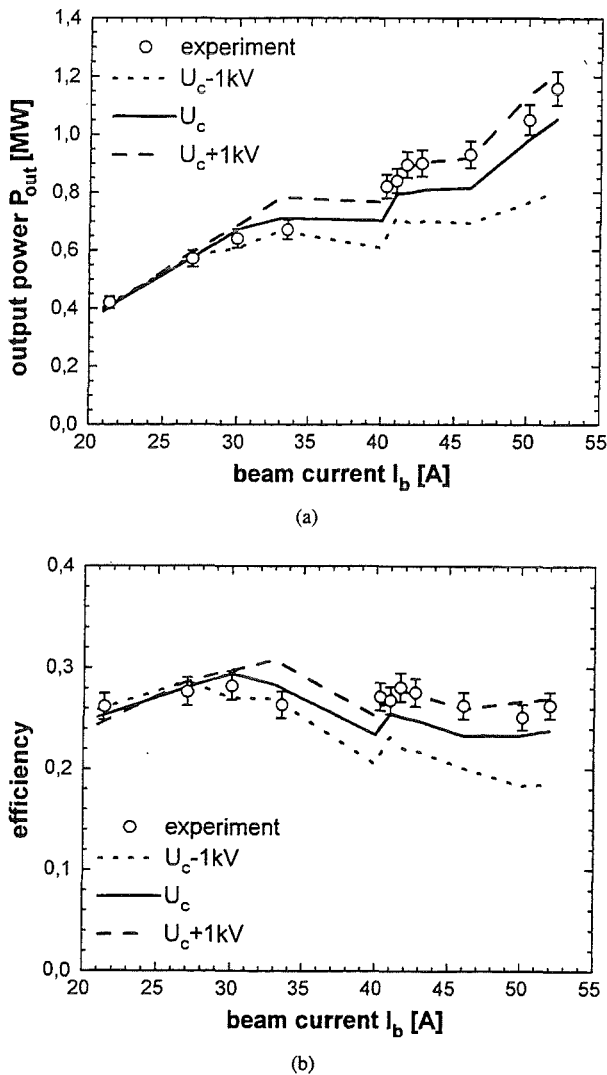 1,4
1,2
1,0
0,8
0,6
0,4
0,2
0,0
output power P_out [MW]
experiment
U_c-1kV
U_c
U_c+1kV
20 25 30 35 40 45 50 55
beam current I_b [A]
(a)
0,4
0,3
0,2
0,1
0,0
efficiency
experiment
U_c-1kV
U_c
U_c+1kV
20 25 30 35 40 45 50 55
beam current I_b [A]
(b)